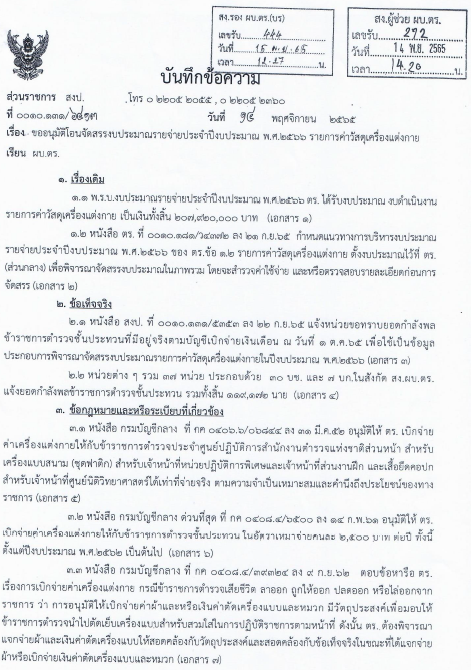 สง.รอง ผบ.ตร.(บร)
เลขรับ 444
วันที่ 15 พ.ย. 65
เวลา 12.27 น.
สง.ผู้ช่วย ผบ.ตร.
เลขรับ 272
วันที่ 14 พ.ย. 2565
เวลา 14.20 น.
บันทึกข้อความ
ส่วนราชการ สงป. โทร ๐ ๒๒๐๕ ๒๐๕๕ , ๐ ๒๒๐๕ ๒๓๖๐
ที่ ๐๐๑๐.๑๓๑/ วันที่ ๑๔ พฤศจิกายน ๒๕๖๕
เรื่อง ขออนุมัติโอนจัดสรรงบประมาณรายจ่ายประจำปีงบประมาณ พ.ศ.๒๕๖๖ รายการค่าวัสดุเครื่องแต่งกาย
เรียน ผบ.ตร.
๑. เรื่องเดิม
๑.๑ พ.ร.บ.งบประมาณรายจ่ายประจำปีงบประมาณ พ.ศ.๒๕๖๖ ตร. ได้รับงบประมาณ งบดำเนินงาน
รายการค่าวัสดุเครื่องแต่งกาย เป็นเงินทั้งสิ้น ๒๐๗,๙๒๐,๐๐๐ บาท (เอกสาร ๑)
๑.๒ หนังสือ ตร. ที่ ๐๐๑๐.๑๘๑/ว๔๓๗๒ ลง ๒๑ ก.ย.๖๕ กำหนดแนวทางการบริหารงบประมาณ
รายจ่ายประจำปีงบประมาณ พ.ศ.๒๕๖๖ ของ ตร.ข้อ ๑.๒ รายการค่าวัสดุเครื่องแต่งกาย ตั้งงบประมาณไว้ที่ ตร.
(ส่วนกลาง) เพื่อพิจารณาจัดสรรงบประมาณในภาพรวม โดยจะสำรวจค่าใช้จ่าย และหรือตรวจสอบรายละเอียดก่อนการ
จัดสรร (เอกสาร ๒)
๒. ข้อเท็จจริง
๒.๑ หนังสือ สงป. ที่ ๐๐๑๐.๑๓๑/๕๓๕๓ ลง ๒๒ ก.ย.๖๕ แจ้งหน่วยขอทราบยอดกำลังพล
ข้าราชการตำรวจชั้นประทวนที่มีอยู่จริงตามบัญชีเบิกจ่ายเงินเดือน ณ วันที่ ๑ ต.ค.๖๕ เพื่อใช้เป็นข้อมูล
ประกอบการพิจารณาจัดสรรงบประมาณรายการค่าวัสดุเครื่องแต่งกายในปีงบประมาณ พ.ศ.๒๕๖๖ (เอกสาร ๓)
๒.๒ หน่วยต่าง ๆ รวม ๓๗ หน่วย ประกอบด้วย ๓๐ บช. และ ๗ บก.ในสังกัด สง.ผบ.ตร.
แจ้งยอดกำลังพลข้าราชการตำรวจชั้นประทวน รวมทั้งสิ้น ๑๑๙,๑๗๒ นาย (เอกสาร ๔)
๓. ข้อกฎหมายและหรือระเบียบที่เกี่ยวข้อง
๓.๑ หนังสือ กรมบัญชีกลาง ที่ กค ๐๔๐๖.๖/๐๖๘๔๔ ลง ๓๑ มี.ค.๕๒ อนุมัติให้ ตร. เบิกจ่าย
ค่าเครื่องแต่งกายให้กับข้าราชการตำรวจประจำศูนย์ปฏิบัติการสำนักงานตำรวจแห่งชาติส่วนหน้า สำหรับ
เครื่องแบบสนาม (ชุดฟาติก) สำหรับเจ้าหน้าที่หน่วยปฏิบัติการพิเศษและเจ้าหน้าที่ส่วนงานฝึก และเสื้อยืดคอปก
สำหรับเจ้าหน้าที่ศูนย์นิติวิทยาศาสตร์ได้เท่าที่จ่ายจริง ตามความจำเป็นเหมาะสมและคำนึงถึงประโยชน์ของทาง
ราชการ (เอกสาร ๕)
๓.๒ หนังสือ กรมบัญชีกลาง ด่วนที่สุด ที่ กค ๐๔๐๘.๔/๖๕๐๐ ลง ๑๔ ก.พ.๖๑ อนุมัติให้ ตร.
เบิกจ่ายค่าเครื่องแต่งกายให้กับข้าราชการตำรวจชั้นประทวน ในอัตราเหมาจ่ายคนละ ๒,๕๐๐ บาท ต่อปี ทั้งนี้
ตั้งแต่ปีงบประมาณ พ.ศ.๒๕๖๒ เป็นต้นไป (เอกสาร ๖)
๓.๓ หนังสือ กรมบัญชีกลาง ที่ กค ๐๔๐๘.๔/๓๙๓๒๔ ลง ๙ ก.ย.๖๒ ตอบข้อหารือ ตร.
เรื่องการเบิกจ่ายค่าเครื่องแต่งกาย กรณีข้าราชการตำรวจเสียชีวิต ลาออก ถูกให้ออก ปลดออก หรือไล่ออกจาก
ราชการ ว่า การอนุมัติให้เบิกจ่ายค่าผ้าและหรือเงินค่าตัดเครื่องแบบและหมวก มีวัตถุประสงค์เพื่อมอบให้
ข้าราชการตำรวจนำไปตัดเย็บเครื่องแบบสำหรับสวมใส่ในการปฏิบัติราชการตามหน้าที่ ดังนั้น ตร. ต้องพิจารณา
แจกจ่ายผ้าและเงินค่าตัดเครื่องแบบให้สอดคล้องกับวัตถุประสงค์และสอดคล้องกับข้อเท็จจริงในขณะที่ได้แจกจ่าย
ผ้าหรือเบิกจ่ายเงินค่าตัดเครื่องแบบและหมวก (เอกสาร ๗)